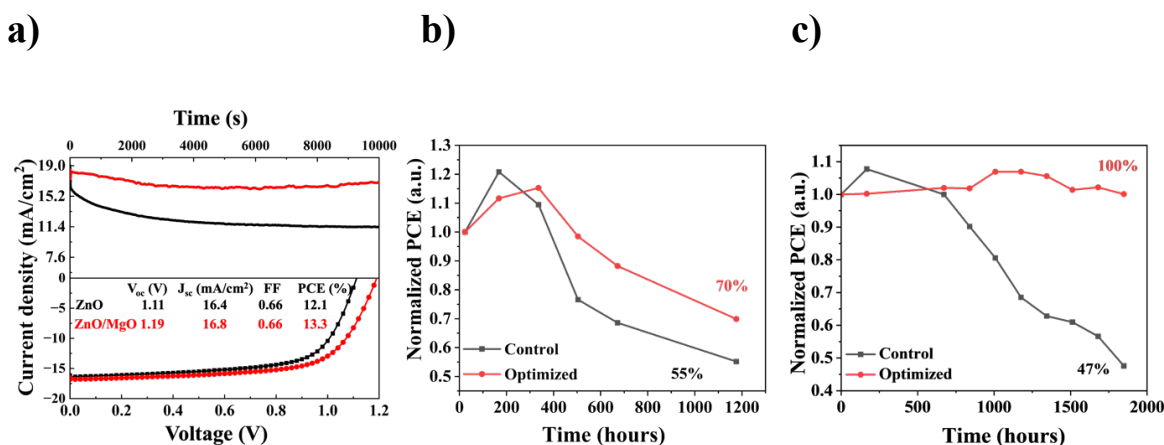 a)
b)
c)
Time (s)
0 2000 4000 6000 8000 10000
19.0
15.2
11.4
7.6
0
−5
−10
−15
−20
Current density (mA/cm²)
Voc (V) Jsc (mA/cm²) FF PCE (%)
ZnO 1.11 16.4 0.66 12.1
ZnO/MgO 1.19 16.8 0.66 13.3
0.0 0.2 0.4 0.6 0.8 1.0 1.2
Voltage (V)
Normalized PCE (a.u.)
1.3
1.2
1.1
1.0
0.9
0.8
0.7
0.6
0.5
70%
55%
Control
Optimized
0 200 400 600 800 1000 1200
Time (hours)
Normalized PCE (a.u.)
1.1
1.0
0.9
0.8
0.7
0.6
0.5
0.4
100%
47%
Control
Optimized
0 500 1000 1500 2000
Time (hours)